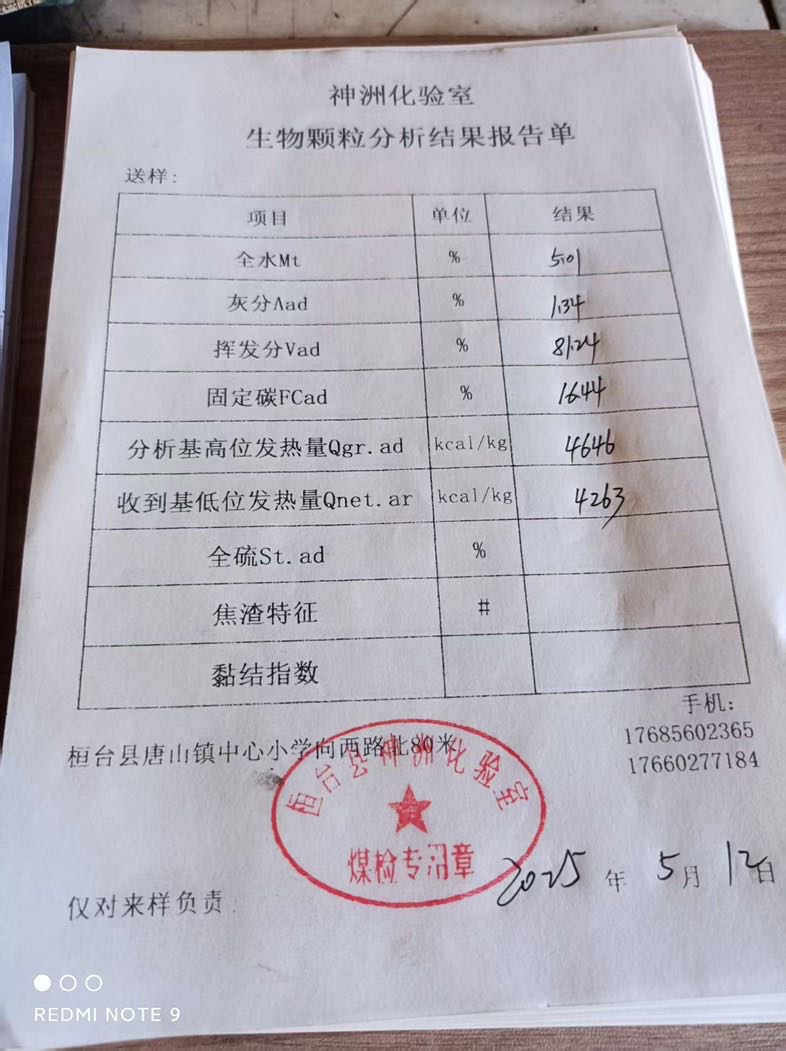 神洲化验室
生物颗粒分析结果报告单
送样:
项目 单位 结果
全水Mt % 5.01
灰分Aad % 1.34
挥发分Vad % 81.24
固定碳FCad % 16.44
分析基高位发热量Qgr.ad kcal/kg 4646
收到基低位发热量Qnet.ar kcal/kg 4263
全硫St.ad %
焦渣特征 #
黏结指数
手机:
桓台县唐山镇中心小学向西路北80米 17685602365
17660277184
桓台县神洲化验室
煤检专用章
2025 年 5 月 12 日
仅对来样负责
REDMI NOTE 9